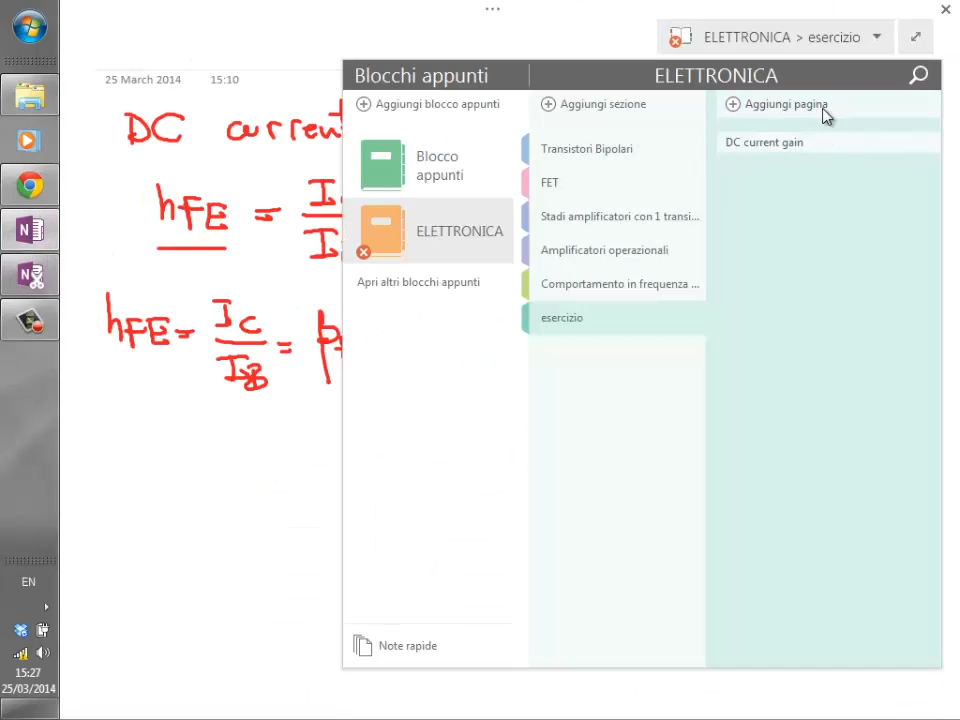 ELETTRONICA > esercizio
25 March 2014 15:10
DC current
hFE = I
I
hFE = IC
IB =
Blocchi appunti
ELETTRONICA
Aggiungi blocco appunti
Blocco
appunti
ELETTRONICA
Apri altri blocchi appunti
Note rapide
Aggiungi sezione
Transistori Bipolari
FET
Stadi amplificatori con 1 transi...
Amplificatori operazionali
Comportamento in frequenza ...
esercizio
Aggiungi pagina
DC current gain
EN
15:27
25/03/2014